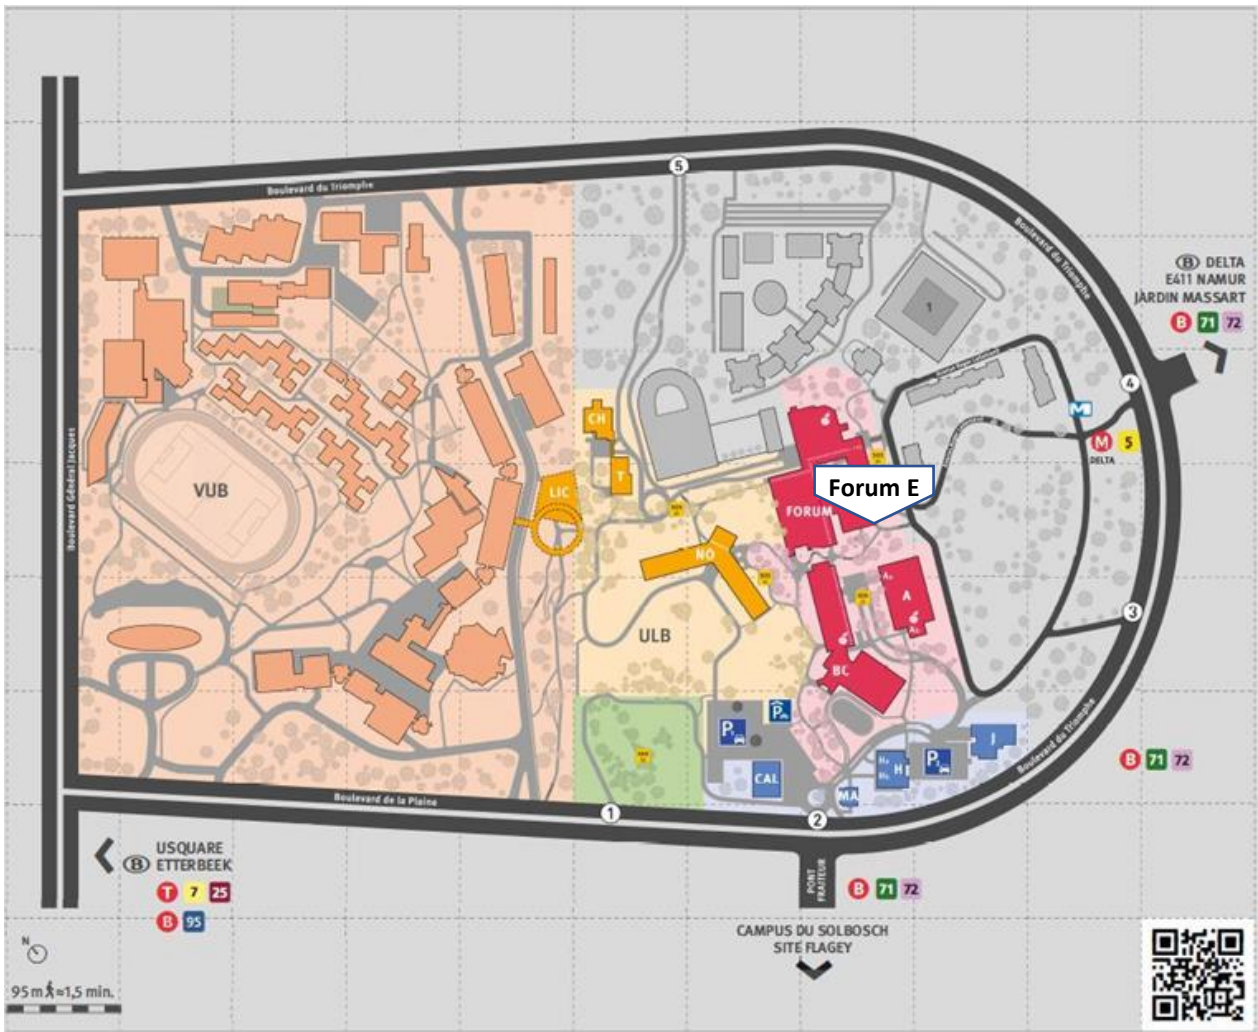 5
Boulevard du Triomphe
Boulevard du Triomphe
B DELTA
E411 NAMUR
JARDIN MASSART
B 71 72
1
4
M
M 5
DELTA
CH
T
LIC
VUB
Boulevard Général Jacques
Forum E
FORUM
NO
A
ULB
BC
3
P
P
CAL
H
P
J
MA
Boulevard du Triomphe
B 71 72
Boulevard de la Plaine
1
2
PONT
FRAITEUR
B 71 72
USQUARE
B ETTERBEEK
T 7 25
B 95
CAMPUS DU SOLBOSCH
SITE FLAGEY
N
95 m ≈1,5 min.